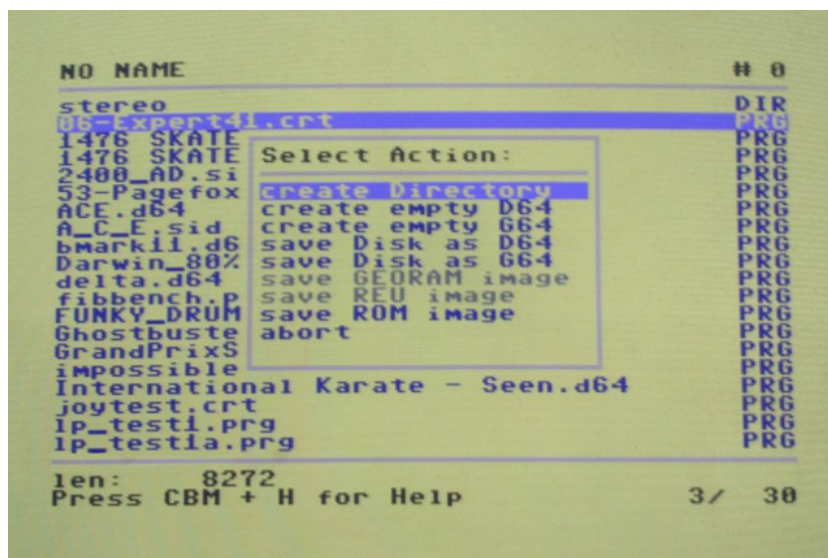 NO NAME # 0
stereo DIR
06-Expert41.crt PRG
1476 SKATE PRG
1476 SKATE PRG
2400_AD.si PRG
53-Pagefox PRG
ACE.d64 PRG
A_C_E.sid PRG
bmark11.d6 PRG
Darwin_80% PRG
delta.d64 PRG
fibbench.p PRG
FUNKY_DRUM PRG
Ghostbuste PRG
GrandPrixS PRG
impossible PRG
International Karate - Seen.d64 PRG
joytest.crt PRG
lp_test1.prg PRG
lp_test1a.prg PRG
Select Action:
create Directory
create empty D64
create empty G64
save Disk as D64
save Disk as G64
save GEORAM image
save REU image
save ROM image
abort
len: 8272
Press CBM + H for Help 3/ 30